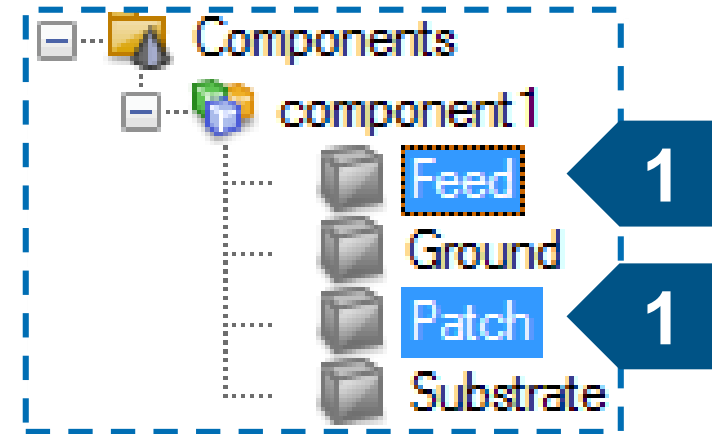 Components
component1
Feed 1
Ground
Patch 1
Substrate